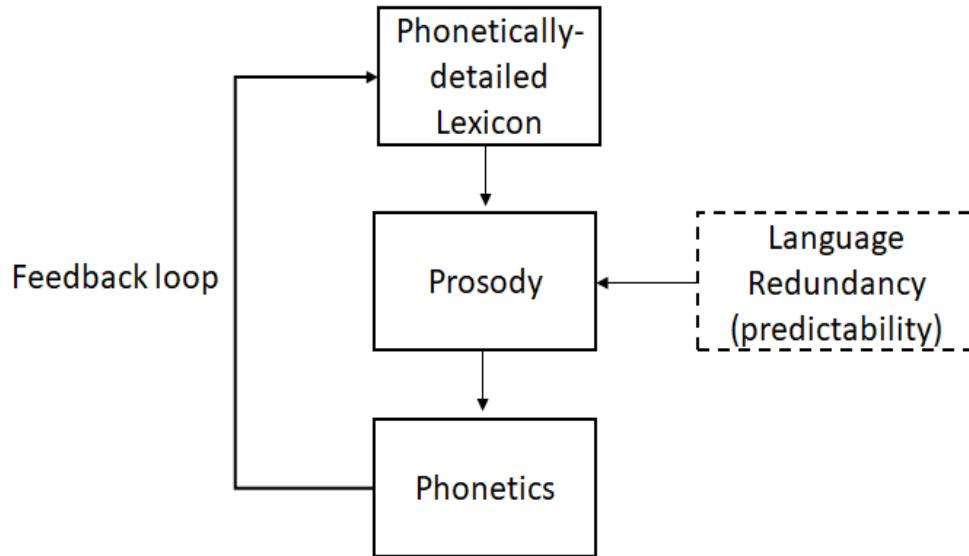 Phonetically-
detailed
Lexicon
Feedback loop
Prosody
Language
Redundancy
(predictability)
Phonetics